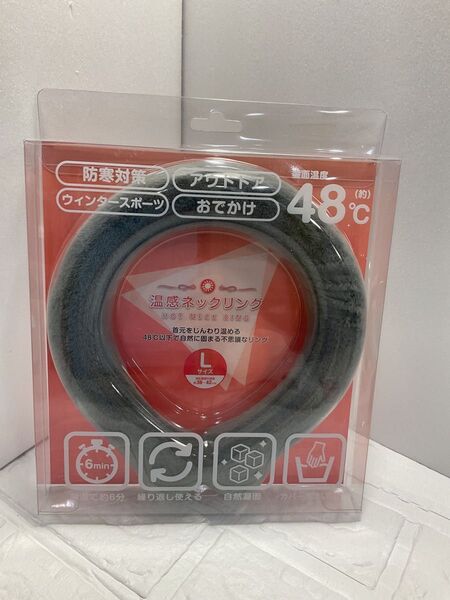 防寒対策
アウトドア
ウィンタースポーツ
おでかけ
表面温度
48℃
(約)
温感ネックリング
HOT NECK RING
首元をじんわり温める
48℃以下で自然に固まる不思議なリング
L
サイズ
6min
約6分
繰り返し使える
自然凝固